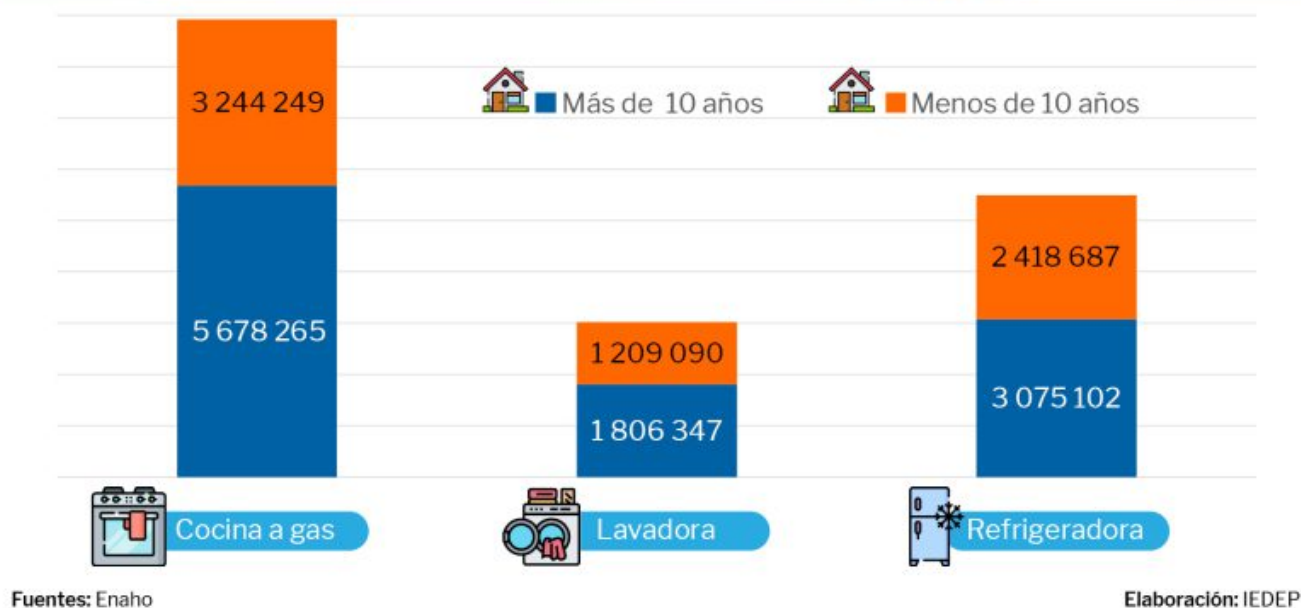 3 244 249
Más de 10 años
Menos de 10 años
5 678 265
1 209 090
1 806 347
2 418 687
3 075 102
Cocina a gas
Lavadora
Refrigeradora
Fuentes: Enaho
Elaboración: IEDEP